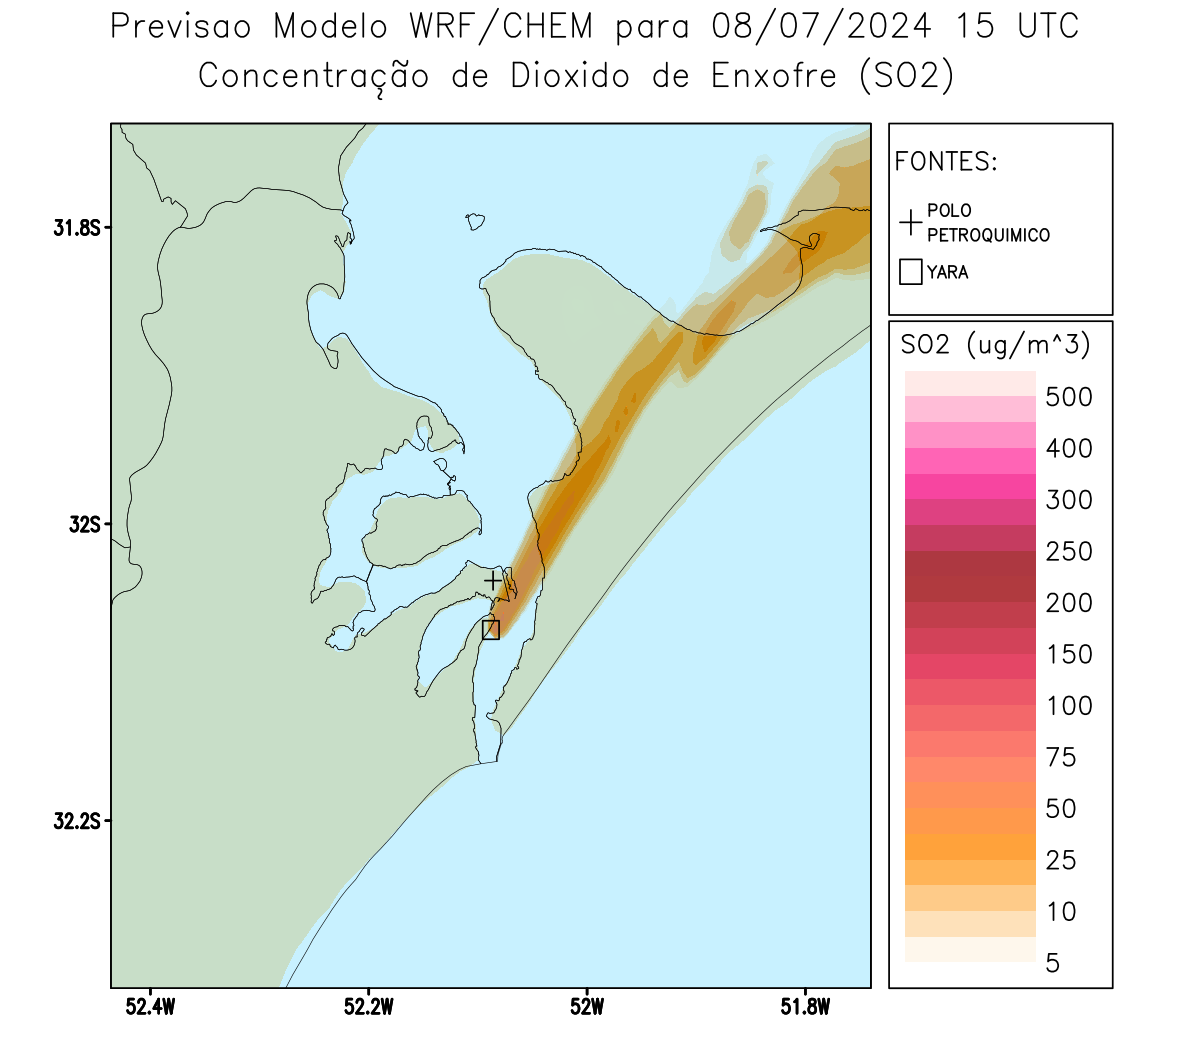 Previsao Modelo WRF/CHEM para 08/07/2024 15 UTC
Concentração de Dioxido de Enxofre (SO2)
FONTES:
POLO
PETROQUIMICO
YARA
31.8S
32S
32.2S
52.4W
52.2W
52W
51.8W
SO2 (ug/m^3)
500
400
300
250
200
150
100
75
50
25
10
5